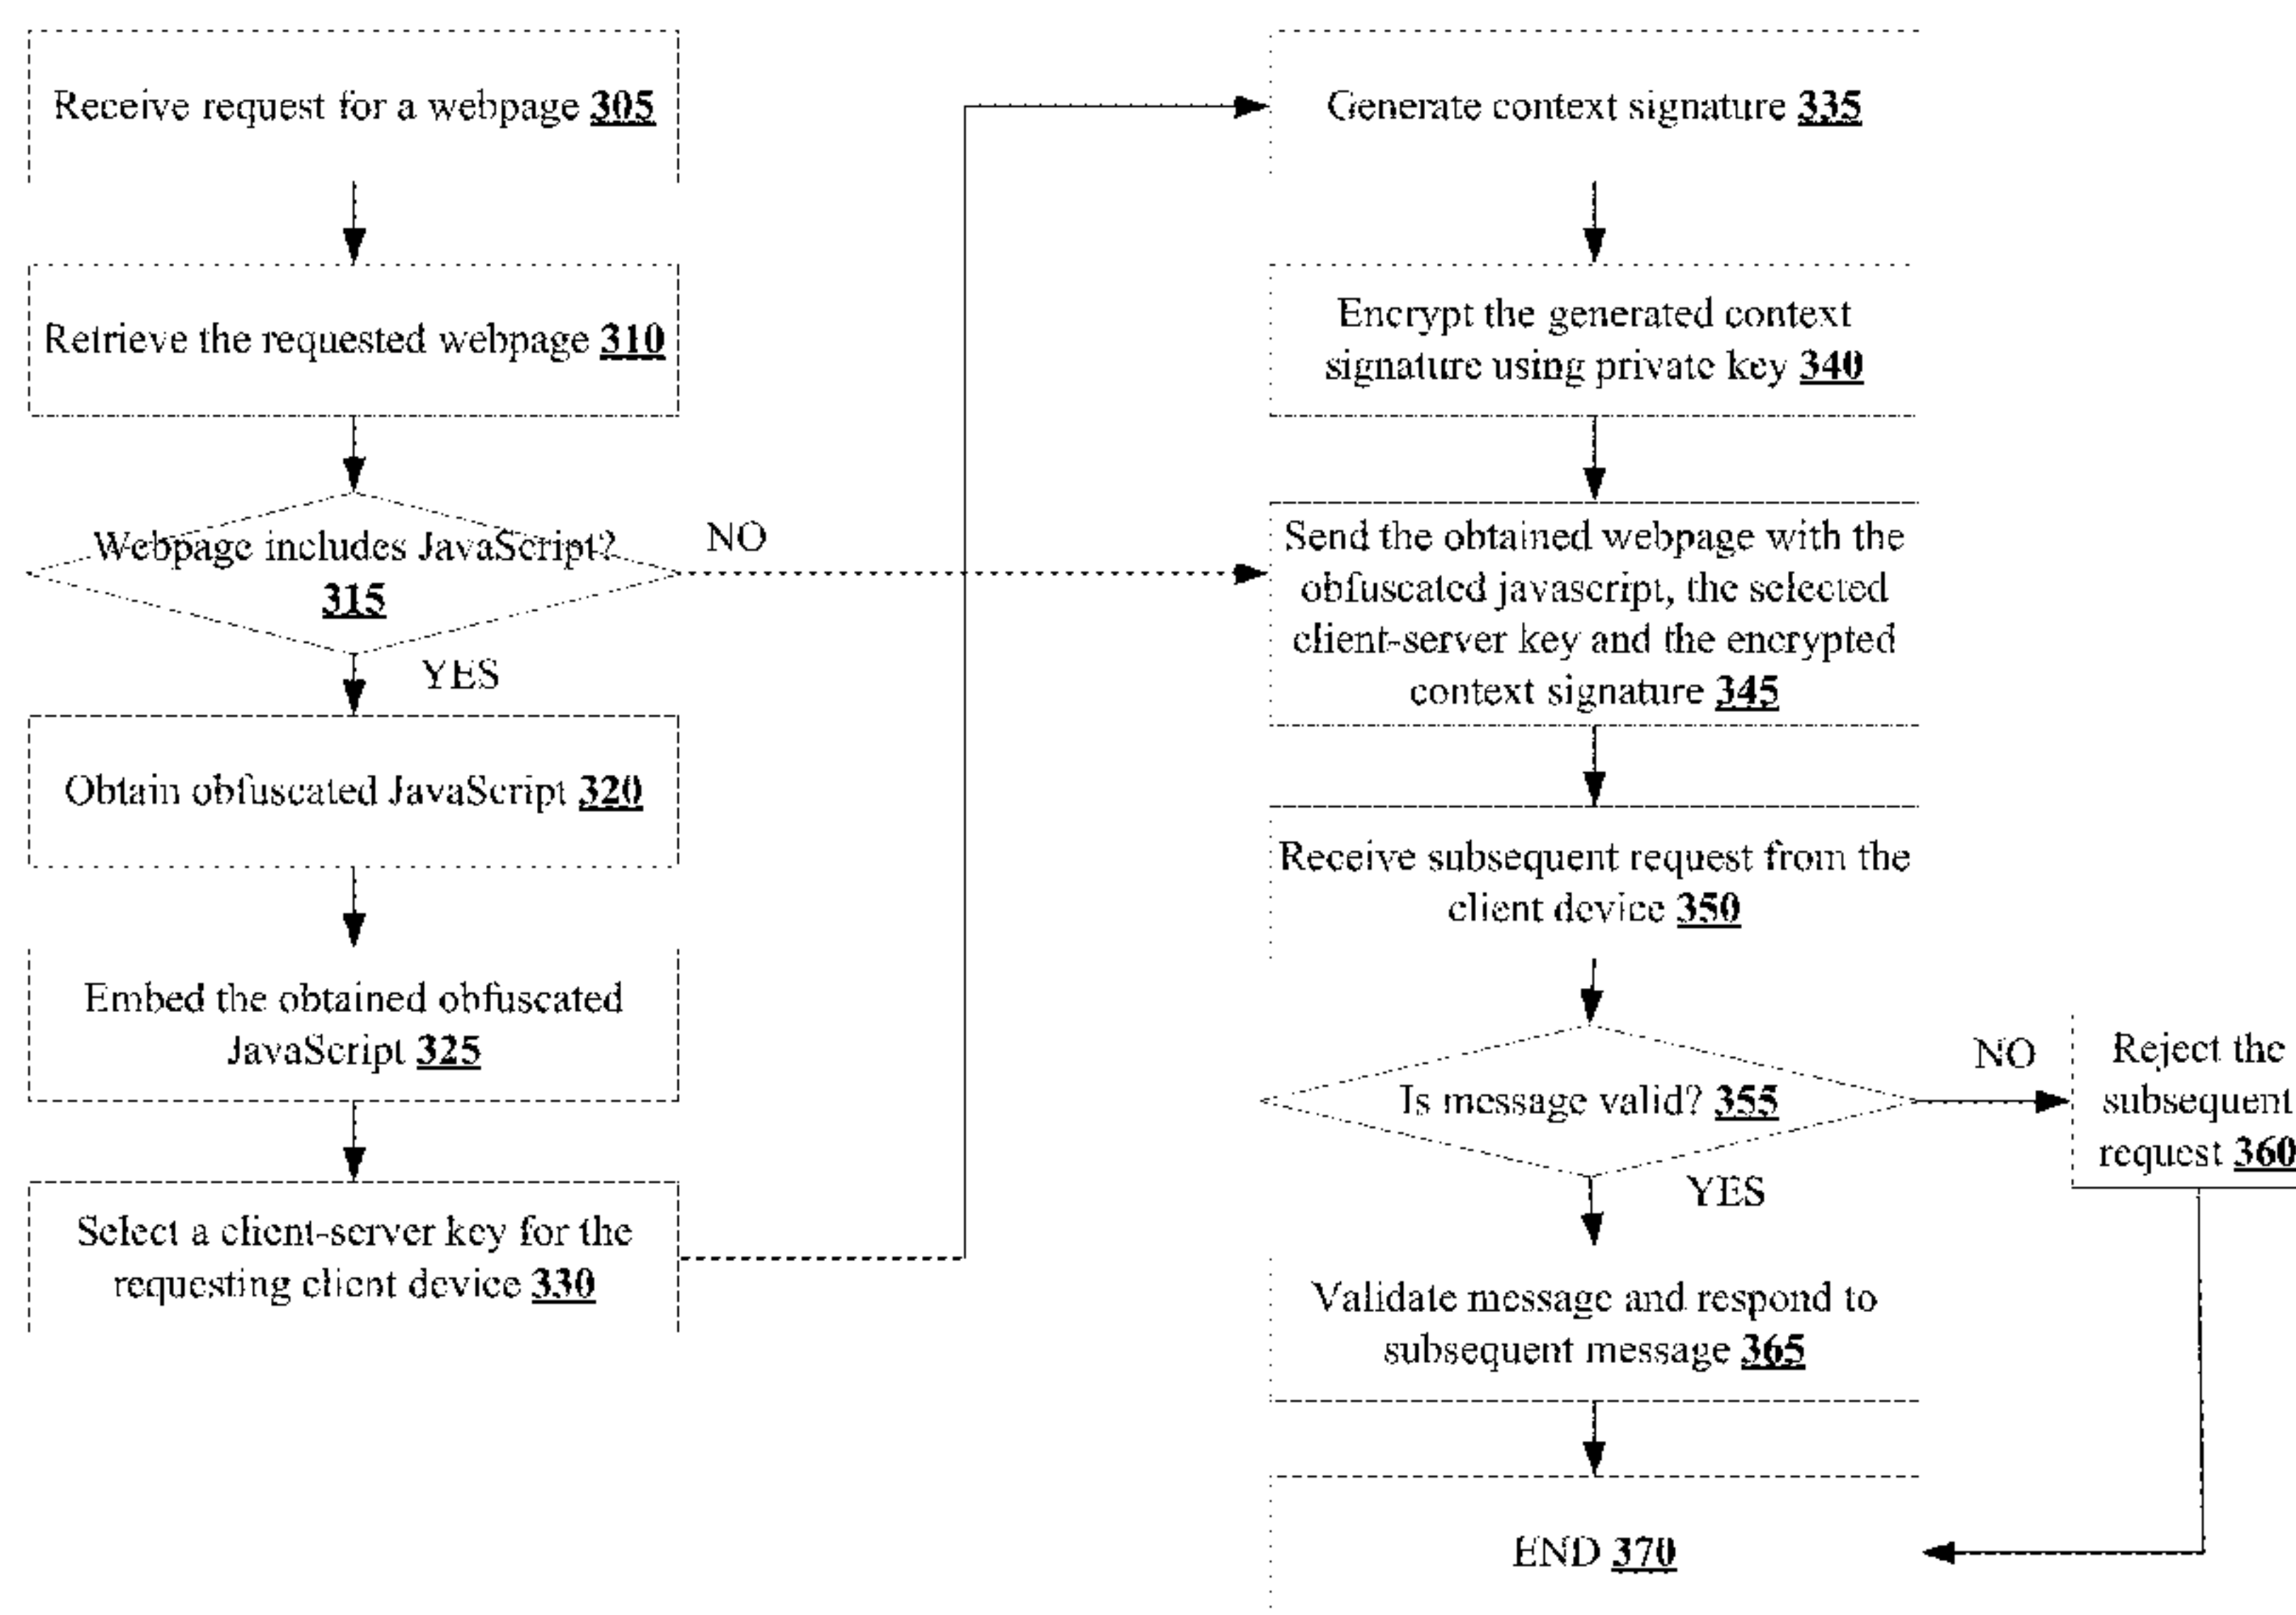 Receive request for a webpage 305
Retrieve the requested webpage 310
Webpage includes JavaScript?
315
NO
YES
Obtain obfuscated JavaScript 320
Embed the obtained obfuscated
JavaScript 325
Select a client-server key for the
requesting client device 330
Generate context signature 335
Encrypt the generated context
signature using private key 340
Send the obtained webpage with the
obfuscated javascript, the selected
client-server key and the encrypted
context signature 345
Receive subsequent request from the
client device 350
Is message valid? 355
NO
Reject the
subsequent
request 360
YES
Validate message and respond to
subsequent message 365
END 370